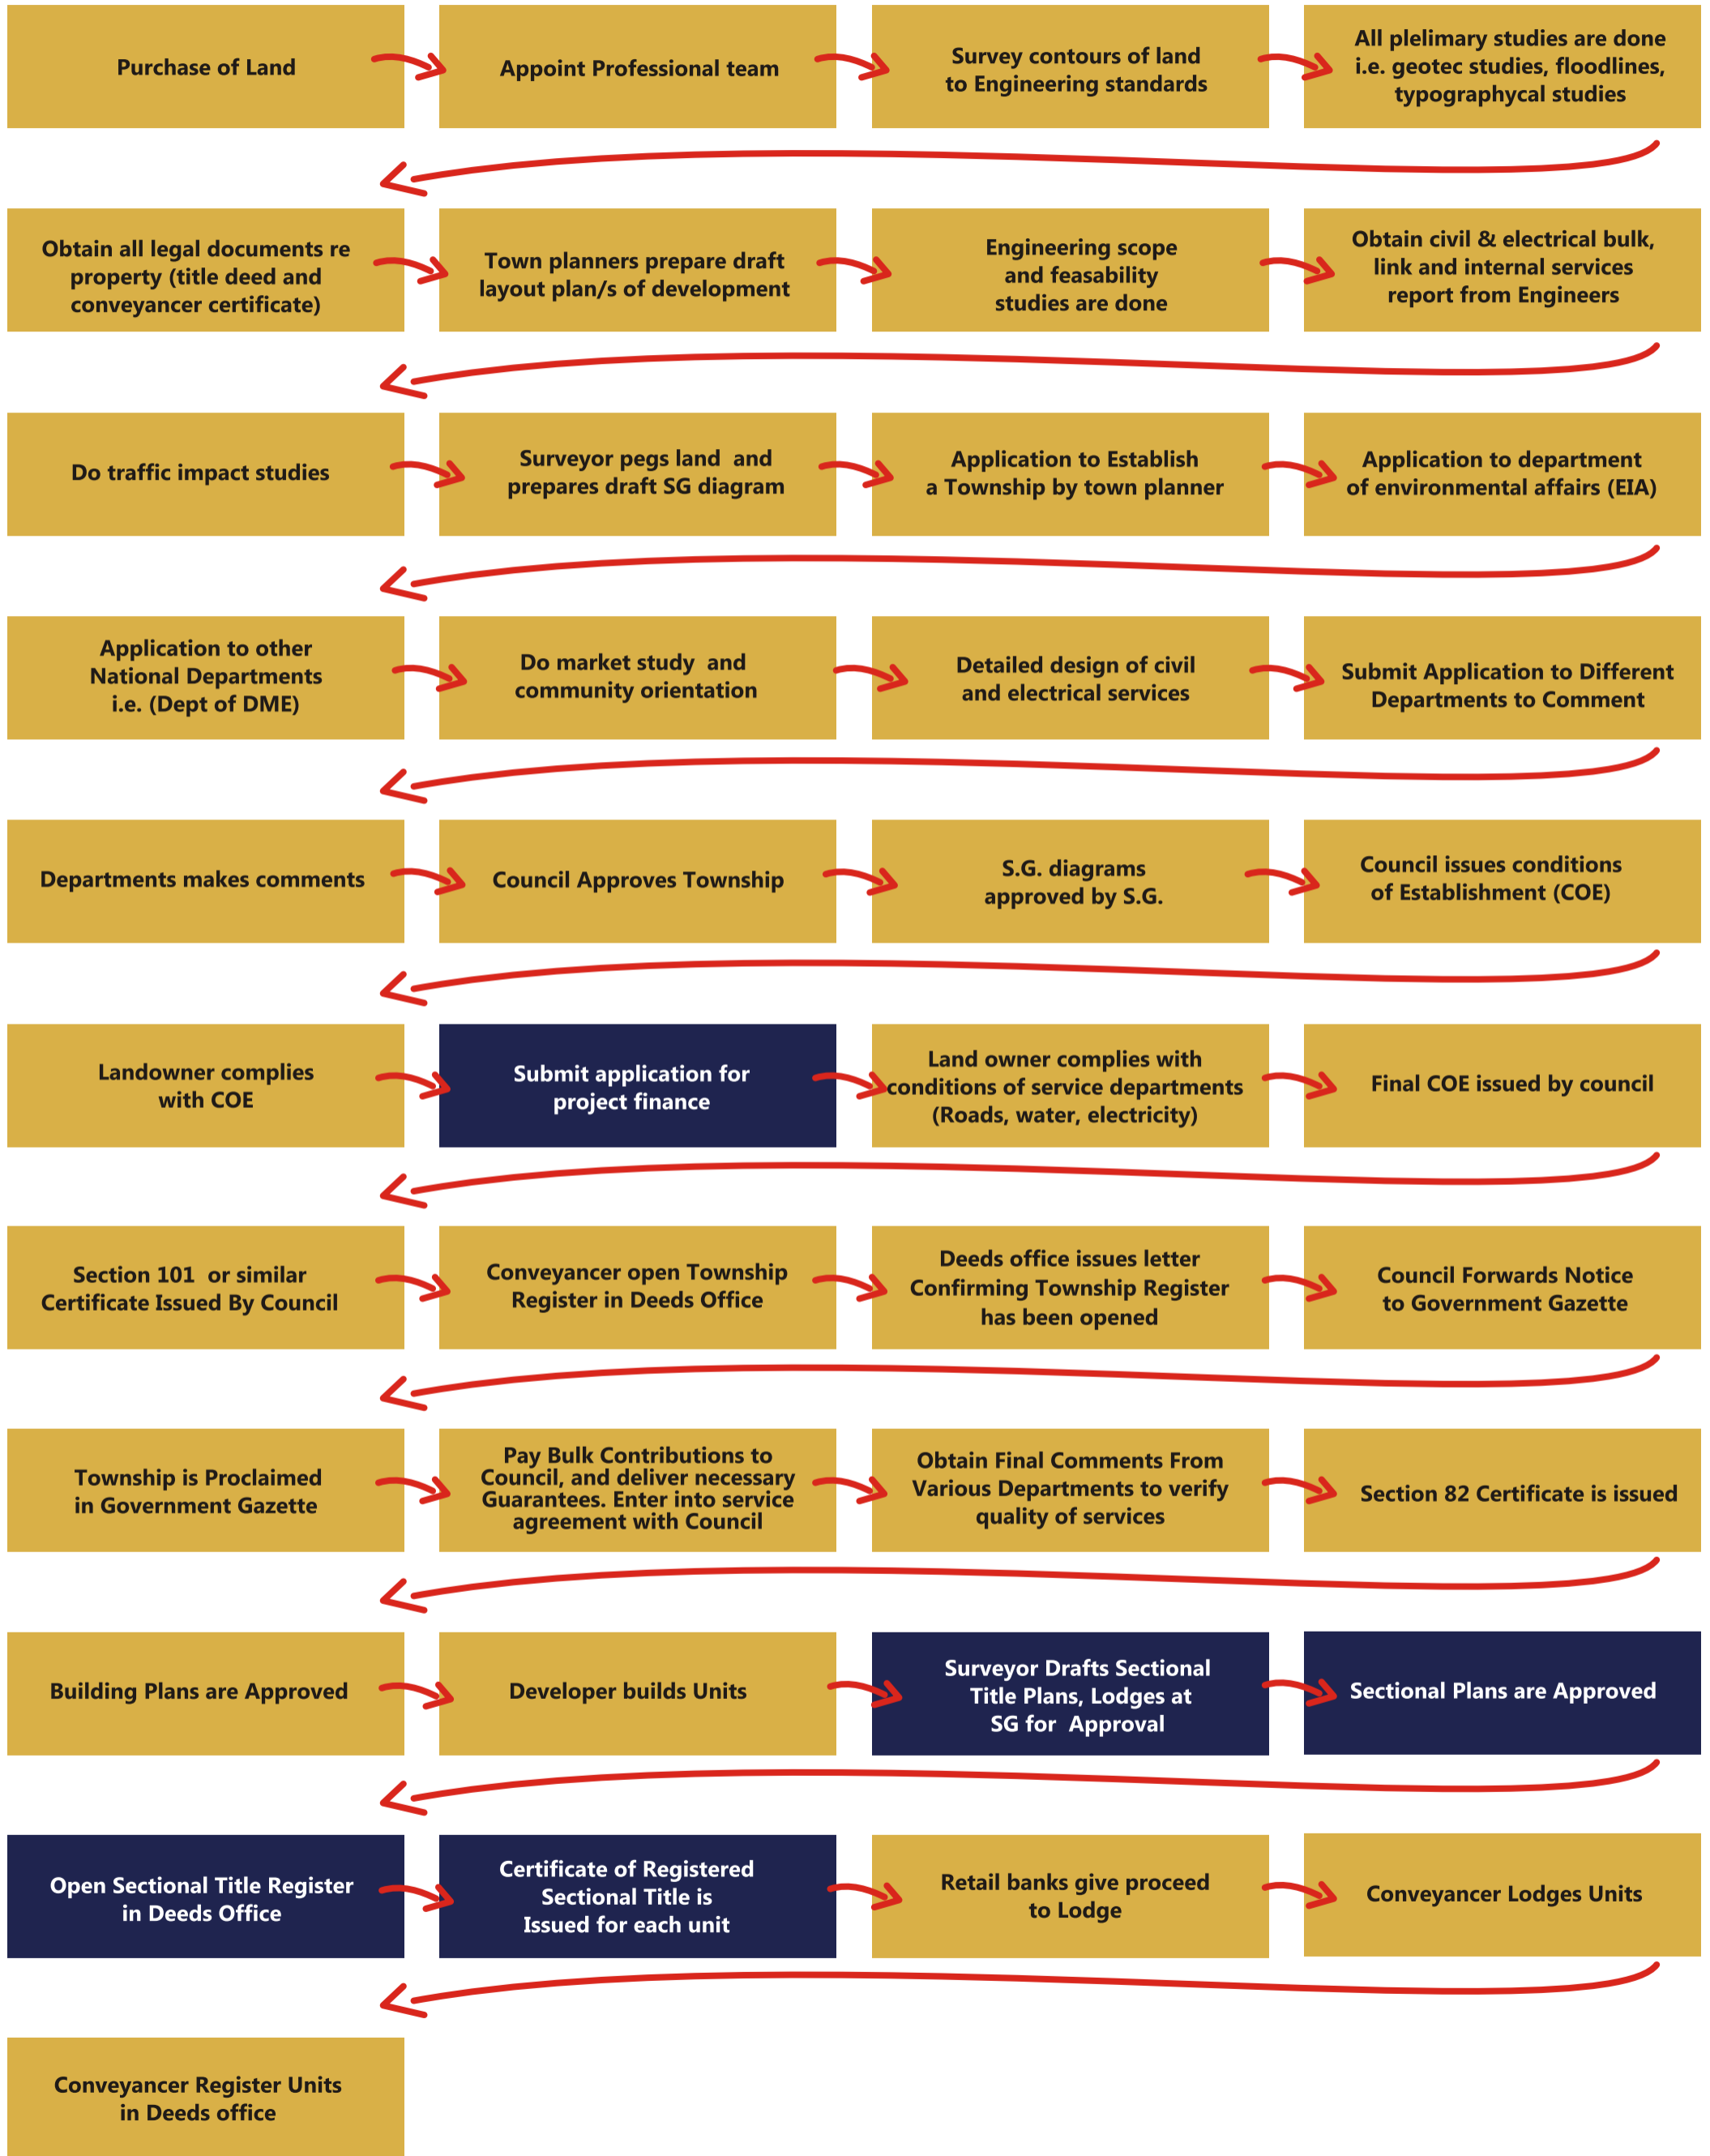 Purchase of Land
Appoint Professional team
Survey contours of land
to Engineering standards
All plelimary studies are done
i.e. geotec studies, floodlines,
typographycal studies
Obtain all legal documents re
property (title deed and
conveyancer certificate)
Town planners prepare draft
layout plan/s of development
Engineering scope
and feasability
studies are done
Obtain civil & electrical bulk,
link and internal services
report from Engineers
Do traffic impact studies
Surveyor pegs land and
prepares draft SG diagram
Application to Establish
a Township by town planner
Application to department
of environmental affairs (EIA)
Application to other
National Departments
i.e. (Dept of DME)
Do market study and
community orientation
Detailed design of civil
and electrical services
Submit Application to Different
Departments to Comment
Departments makes comments
Council Approves Township
S.G. diagrams
approved by S.G.
Council issues conditions
of Establishment (COE)
Landowner complies
with COE
Submit application for
project finance
Land owner complies with
conditions of service departments
(Roads, water, electricity)
Final COE issued by council
Section 101 or similar
Certificate Issued By Council
Conveyancer open Township
Register in Deeds Office
Deeds office issues letter
Confirming Township Register
has been opened
Council Forwards Notice
to Government Gazette
Township is Proclaimed
in Government Gazette
Pay Bulk Contributions to
Council, and deliver necessary
Guarantees. Enter into service
agreement with Council
Obtain Final Comments From
Various Departments to verify
quality of services
Section 82 Certificate is issued
Building Plans are Approved
Developer builds Units
Surveyor Drafts Sectional
Title Plans, Lodges at
SG for Approval
Sectional Plans are Approved
Open Sectional Title Register
in Deeds Office
Certificate of Registered
Sectional Title is
Issued for each unit
Retail banks give proceed
to Lodge
Conveyancer Lodges Units
Conveyancer Register Units
in Deeds office